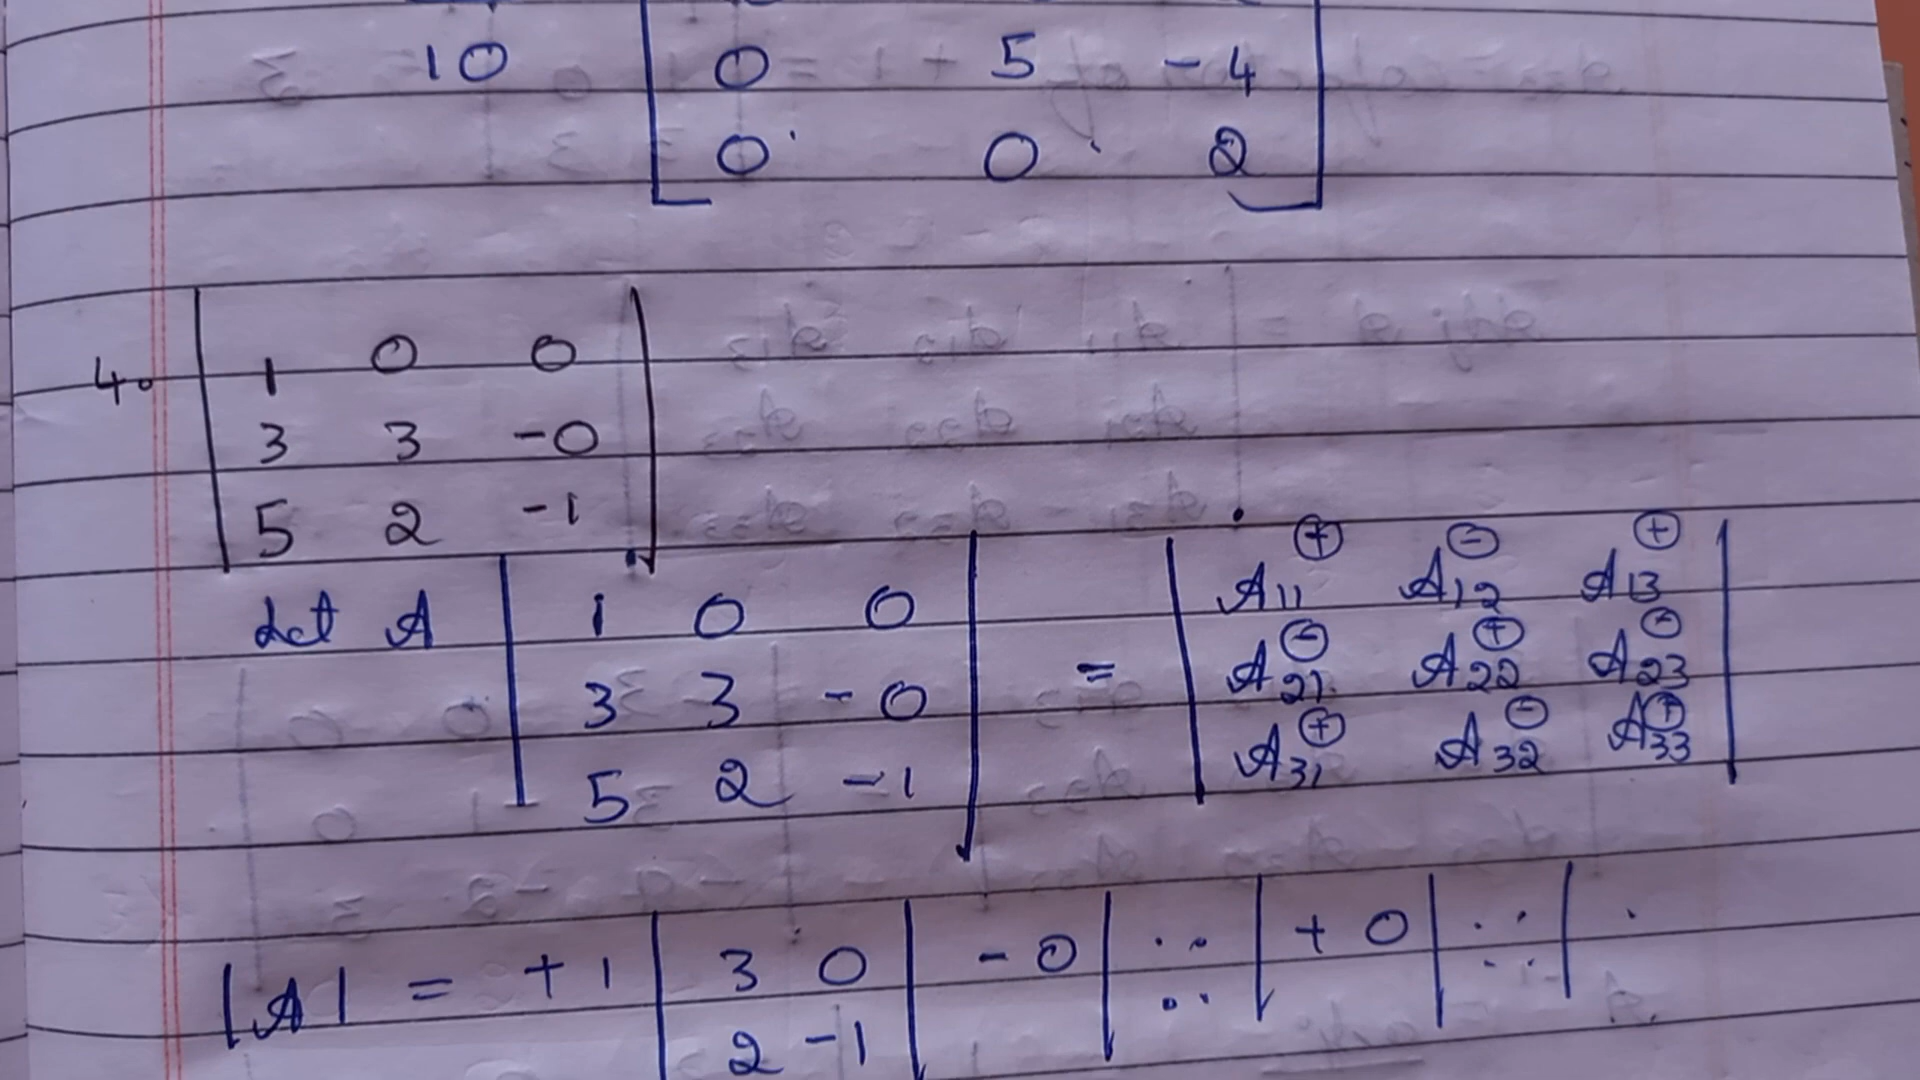 10 0 5 -4
0 0 2
4. 1 0 0
3 3 -0
5 2 -1
Let A | 1 0 0 | = | A11 ⊕ A12 ⊖ A13 ⊕ |
| 3 3 -0 | | A21 ⊖ A22 ⊕ A23 ⊖ |
| 5 2 -1 | | A31 ⊕ A32 ⊖ A33 ⊕ |
|A| = +1 | 3 0 | - 0 | : : | + 0 | : : |
| 2 -1 |